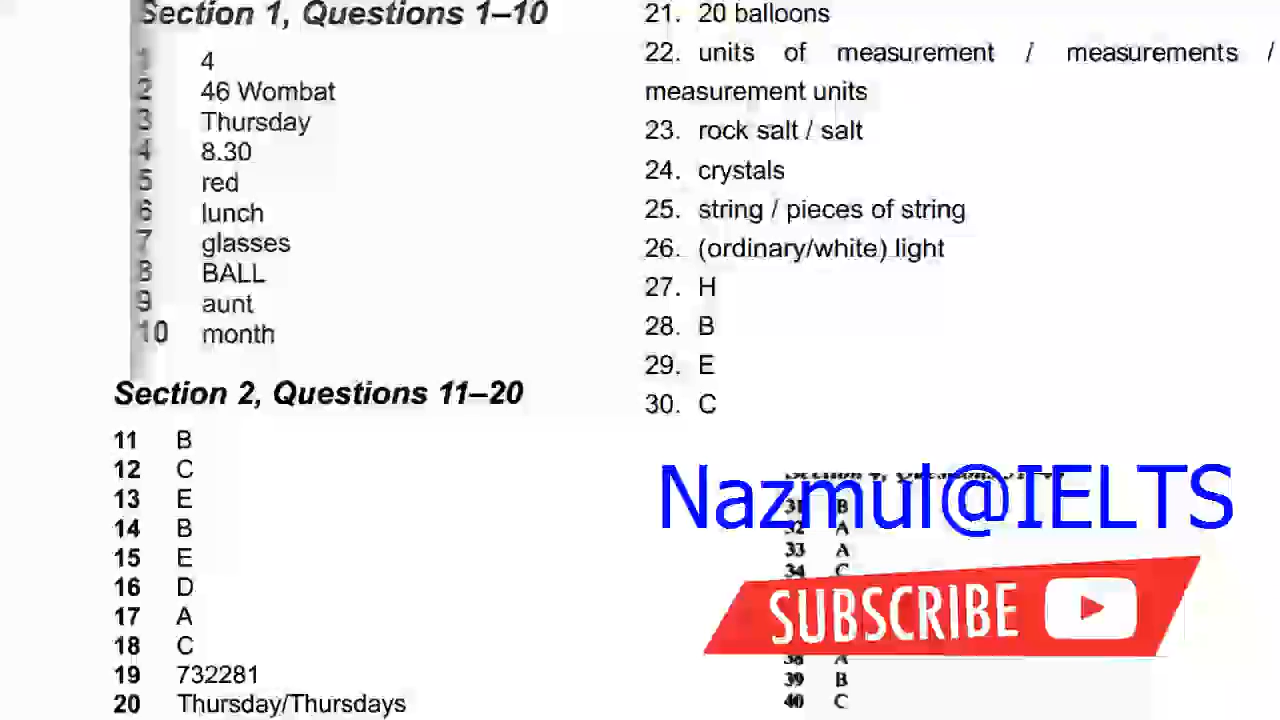 Section 1, Questions 1–10
1 4
2 46 Wombat
3 Thursday
4 8.30
5 red
6 lunch
7 glasses
8 BALL
9 aunt
10 month
Section 2, Questions 11–20
11 B
12 C
13 E
14 B
15 E
16 D
17 A
18 C
19 732281
20 Thursday/Thursdays
21. 20 balloons
22. units of measurement / measurements /
measurement units
23. rock salt / salt
24. crystals
25. string / pieces of string
26. (ordinary/white) light
27. H
28. B
29. E
30. C
Nazmul@IELTS
31 B
32 A
33 A
34 C
SUBSCRIBE
38 A
39 B
40 C